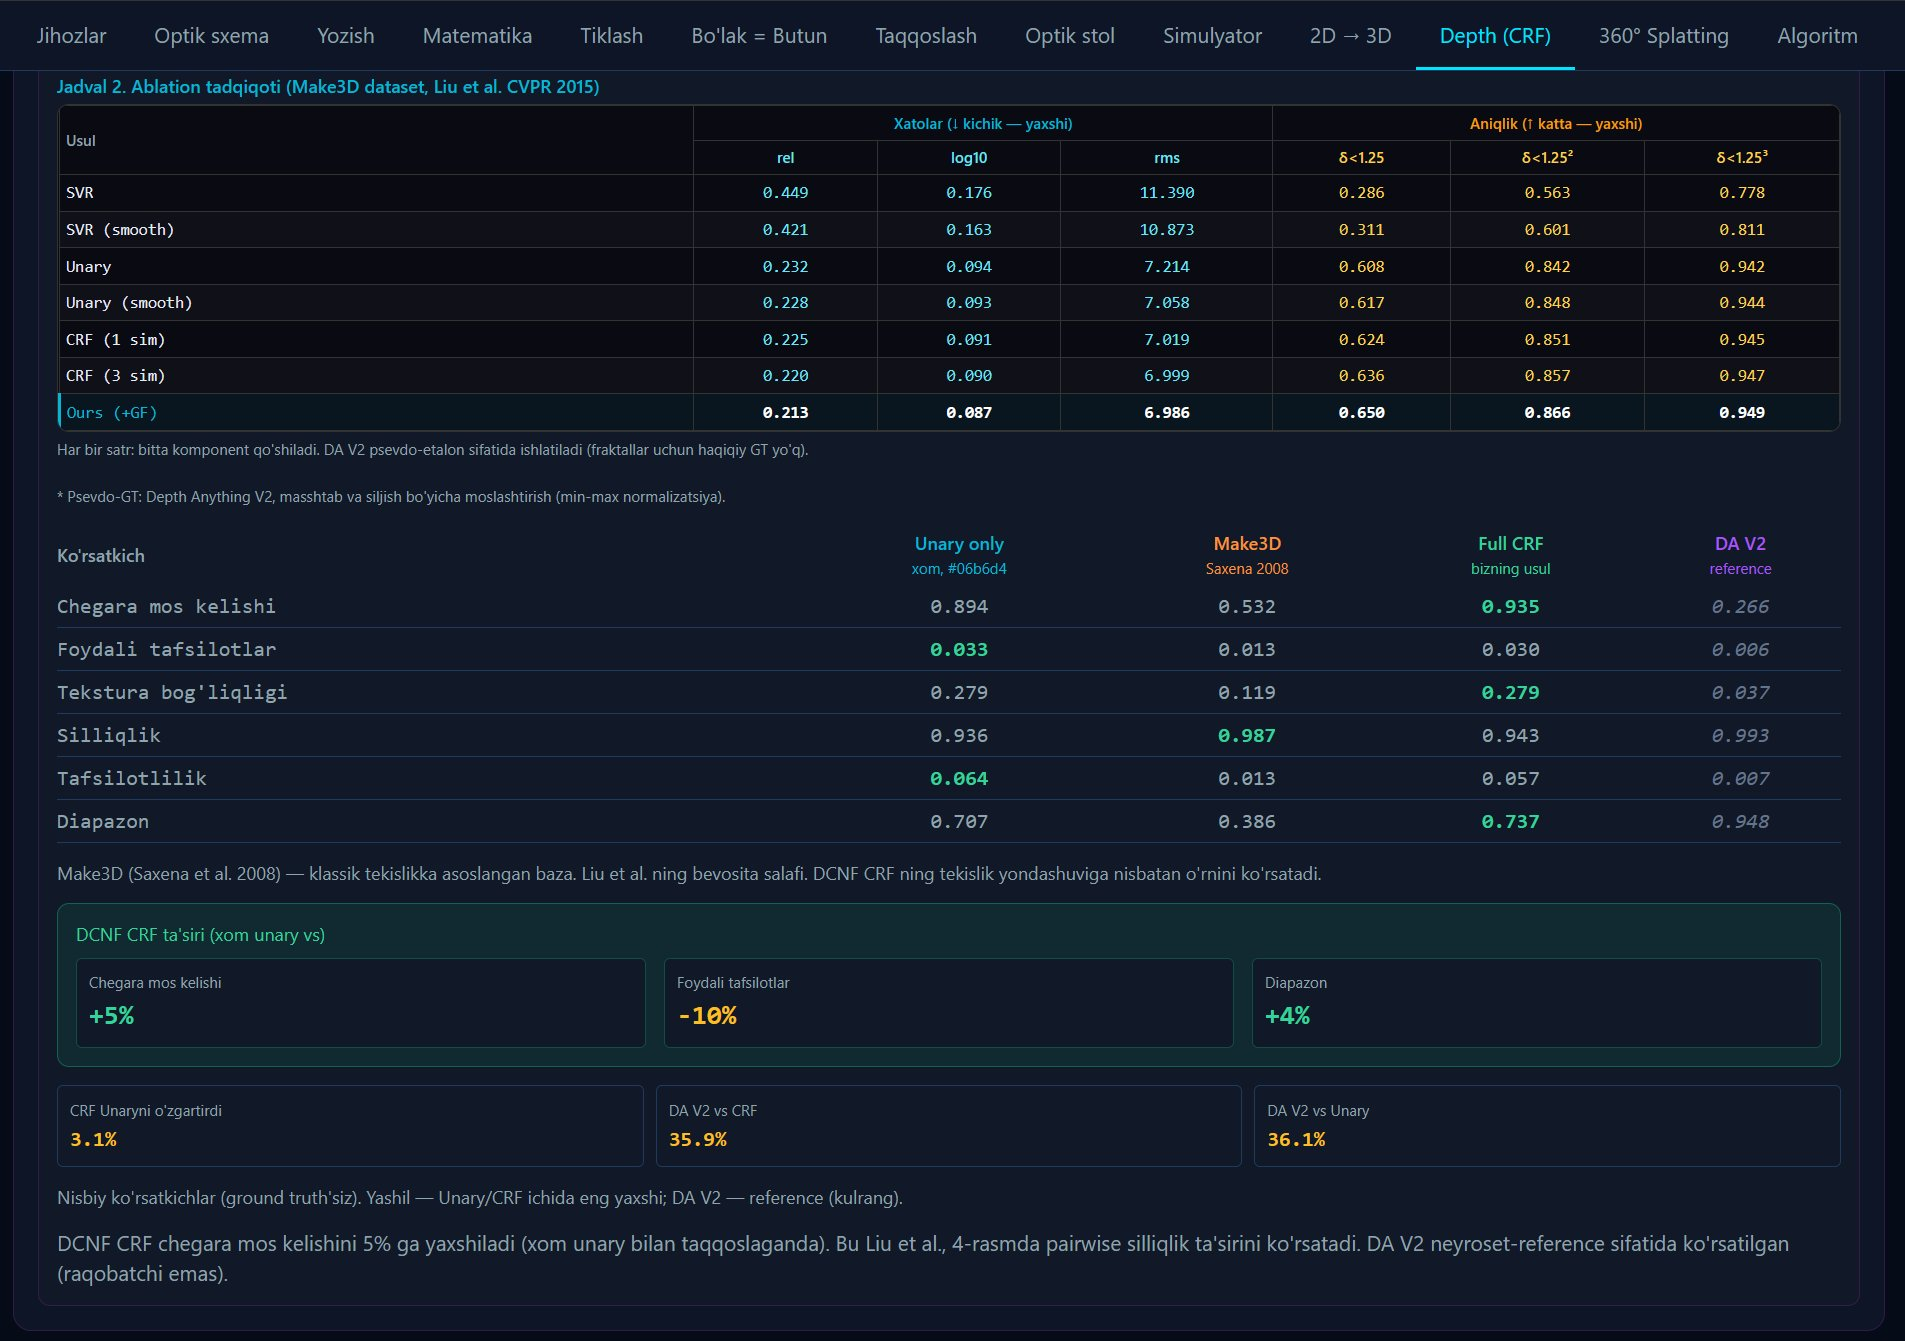 Jihozlar Optik sxema Yozish Matematika Tiklash Bo'lak = Butun Taqqoslash Optik stol Simulyator 2D → 3D Depth (CRF) 360° Splatting Algoritm
Jadval 2. Ablation tadqiqoti (Make3D dataset, Liu et al. CVPR 2015)
Usul Xatolar (↓ kichik — yaxshi) Aniqlik (↑ katta — yaxshi)
rel log10 rms δ<1.25 δ<1.25² δ<1.25³
SVR 0.449 0.176 11.390 0.286 0.563 0.778
SVR (smooth) 0.421 0.163 10.873 0.311 0.601 0.811
Unary 0.232 0.094 7.214 0.608 0.842 0.942
Unary (smooth) 0.228 0.093 7.058 0.617 0.848 0.944
CRF (1 sim) 0.225 0.091 7.019 0.624 0.851 0.945
CRF (3 sim) 0.220 0.090 6.999 0.636 0.857 0.947
Ours (+GF) 0.213 0.087 6.986 0.650 0.866 0.949
Har bir satr: bitta komponent qo'shiladi. DA V2 psevdo-etalon sifatida ishlatiladi (fraktallar uchun haqiqiy GT yo'q).
* Psevdo-GT: Depth Anything V2, masshtab va siljish bo'yicha moslashtirish (min-max normalizatsiya).
Ko'rsatkich Unary only Make3D Full CRF DA V2
xom, #06b6d4 Saxena 2008 bizning usul reference
Chegara mos kelishi 0.894 0.532 0.935 0.266
Foydali tafsilotlar 0.033 0.013 0.030 0.006
Tekstura bog'liqligi 0.279 0.119 0.279 0.037
Silliqlik 0.936 0.987 0.943 0.993
Tafsilotlilik 0.064 0.013 0.057 0.007
Diapazon 0.707 0.386 0.737 0.948
Make3D (Saxena et al. 2008) — klassik tekislikka asoslangan baza. Liu et al. ning bevosita salafi. DCNF CRF ning tekislik yondashuviga nisbatan o'rnini ko'rsatadi.
DCNF CRF ta'siri (xom unary vs)
Chegara mos kelishi Foydali tafsilotlar Diapazon
+5% -10% +4%
CRF Unaryni o'zgartirdi DA V2 vs CRF DA V2 vs Unary
3.1% 35.9% 36.1%
Nisbiy ko'rsatkichlar (ground truth'siz). Yashil — Unary/CRF ichida eng yaxshi; DA V2 — reference (kulrang).
DCNF CRF chegara mos kelishini 5% ga yaxshiladi (xom unary bilan taqqoslaganda). Bu Liu et al., 4-rasmda pairwise silliqlik ta'sirini ko'rsatadi. DA V2 neyroset-reference sifatida ko'rsatilgan
(raqobatchi emas).